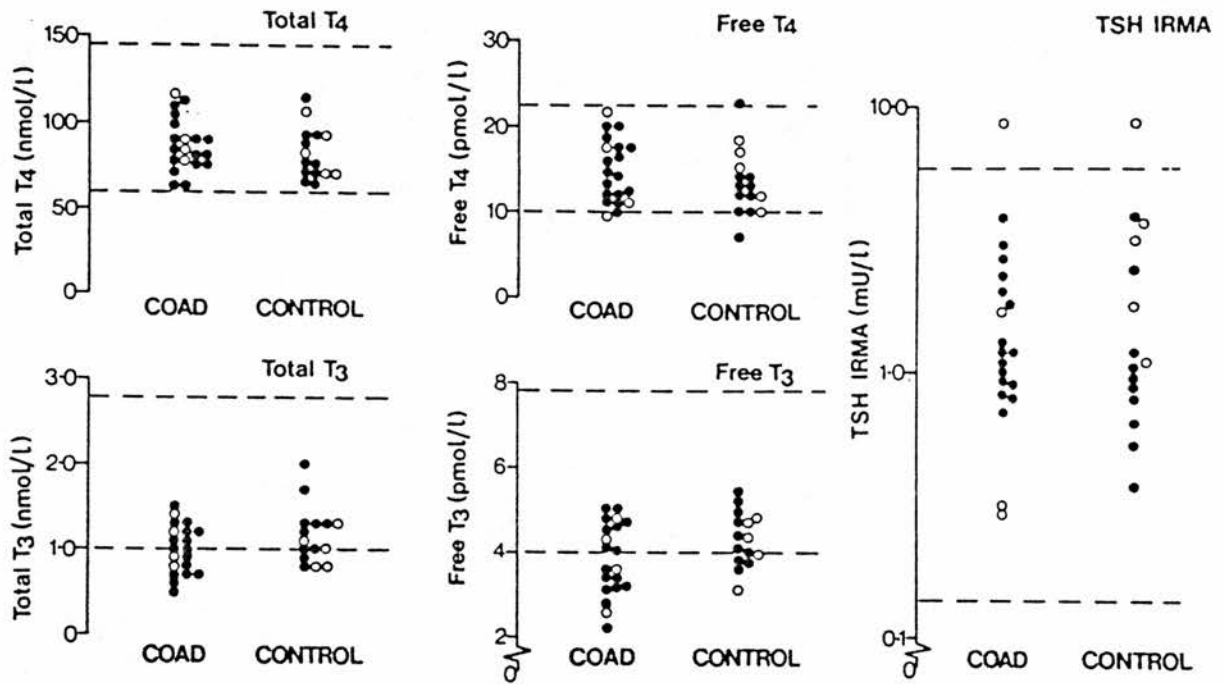 Total T4
150
100
50
0
Total T4 (nmol/l)
COAD CONTROL
Free T4
30
20
10
0
Free T4 (pmol/l)
COAD CONTROL
TSH IRMA
10·0
1·0
0·1
0
TSH IRMA (mU/l)
COAD CONTROL
Total T3
3·0
2·0
1·0
0
Total T3 (nmol/l)
COAD CONTROL
Free T3
8
6
4
2
0
Free T3 (pmol/l)
COAD CONTROL